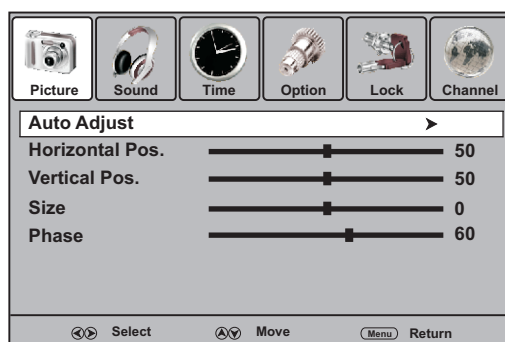 Picture Sound Time Option Lock Channel
Auto Adjust
Horizontal Pos. 50
Vertical Pos. 50
Size 0
Phase 60
Select Move Menu Return